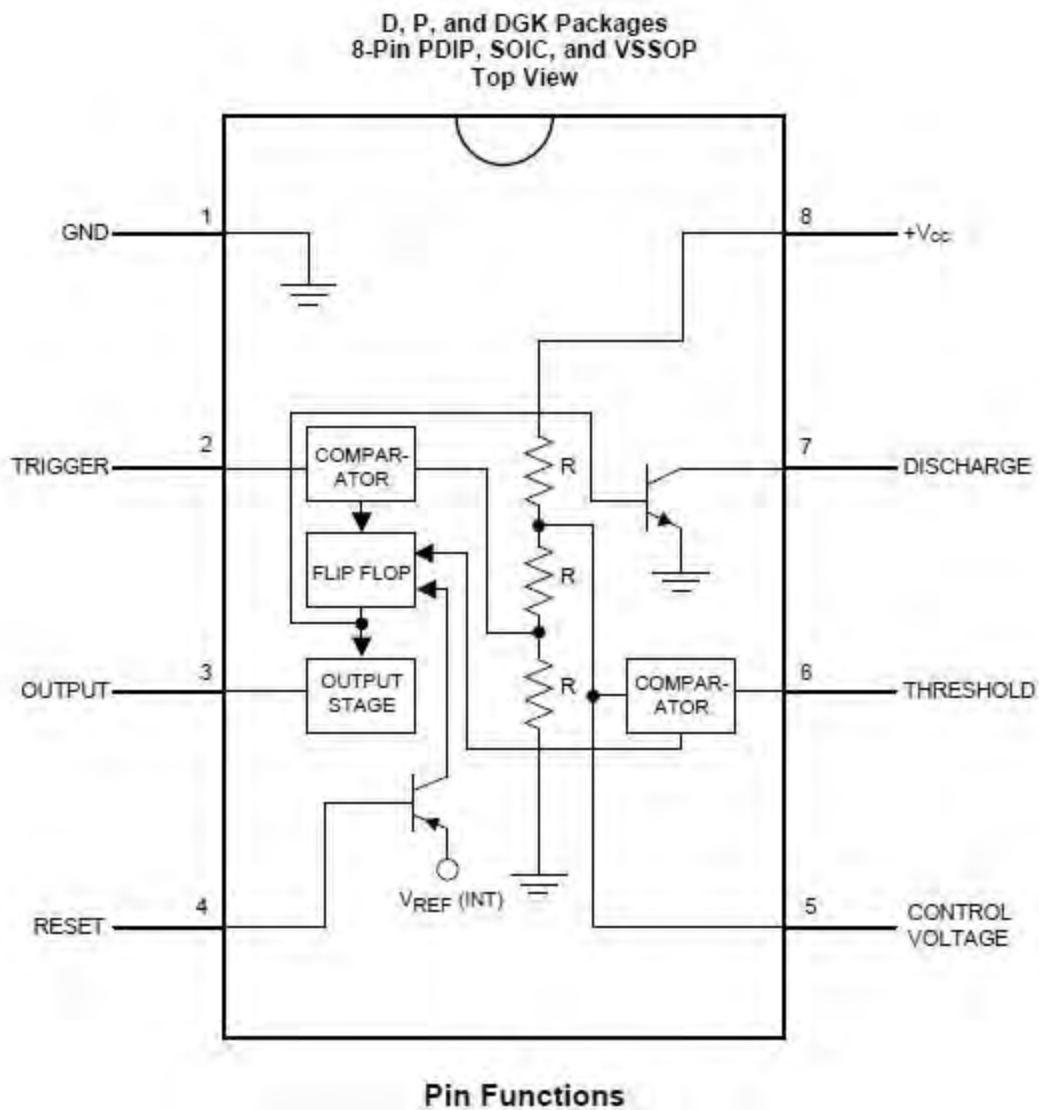 D, P, and DGK Packages
8-Pin PDIP, SOIC, and VSSOP
Top View
1
GND
8
+Vcc
2
TRIGGER
COMPAR-
ATOR
R
7
DISCHARGE
FLIP FLOP
R
3
OUTPUT
OUTPUT
STAGE
R
COMPAR-
ATOR
6
THRESHOLD
VREF (INT)
4
RESET
5
CONTROL
VOLTAGE
Pin Functions